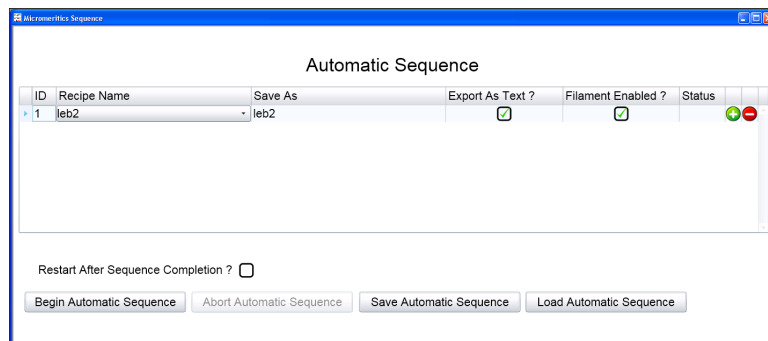 Micromeritics Sequence
Automatic Sequence
ID Recipe Name Save As Export As Text ? Filament Enabled ? Status
1 leb2 leb2
Restart After Sequence Completion ?
Begin Automatic Sequence Abort Automatic Sequence Save Automatic Sequence Load Automatic Sequence